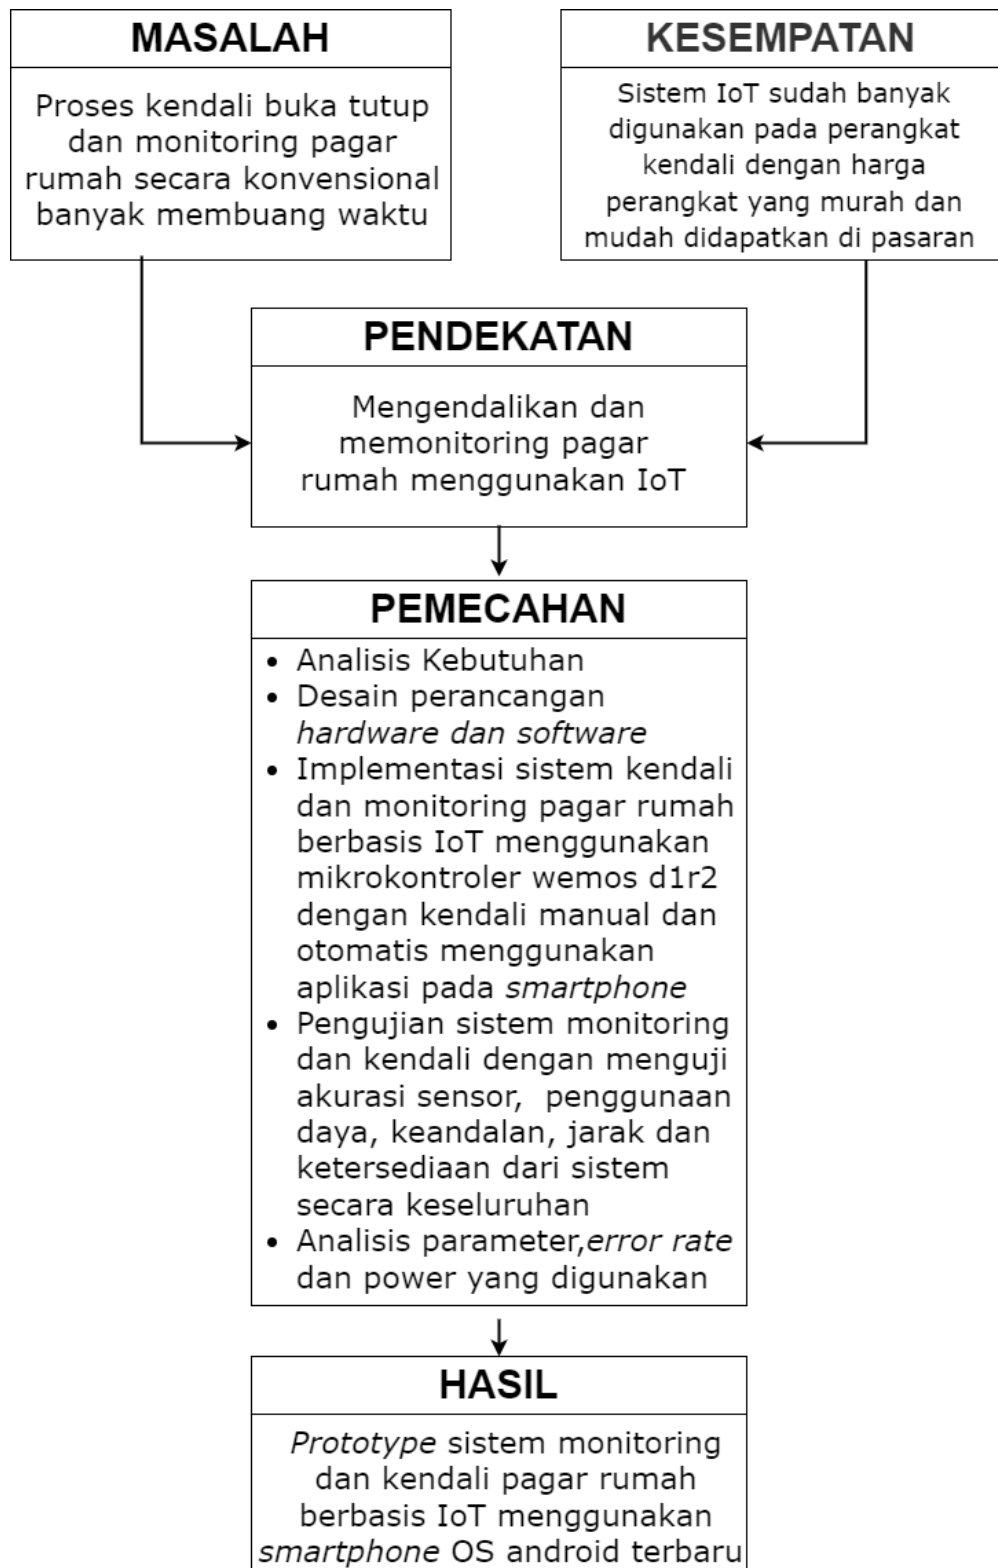 MASALAH
Proses kendali buka tutup
dan monitoring pagar
rumah secara konvensional
banyak membuang waktu
KESEMPATAN
Sistem IoT sudah banyak
digunakan pada perangkat
kendali dengan harga
perangkat yang murah dan
mudah didapatkan di pasaran
PENDEKATAN
Mengendalikan dan
memonitoring pagar
rumah menggunakan IoT
PEMECAHAN
• Analisis Kebutuhan
• Desain perancangan
hardware dan software
• Implementasi sistem kendali
dan monitoring pagar rumah
berbasis IoT menggunakan
mikrokontroler wemos d1r2
dengan kendali manual dan
otomatis menggunakan
aplikasi pada smartphone
• Pengujian sistem monitoring
dan kendali dengan menguji
akurasi sensor,  penggunaan
daya, keandalan, jarak dan
ketersediaan dari sistem
secara keseluruhan
• Analisis parameter,error rate
dan power yang digunakan
HASIL
Prototype sistem monitoring
dan kendali pagar rumah
berbasis IoT menggunakan
smartphone OS android terbaru